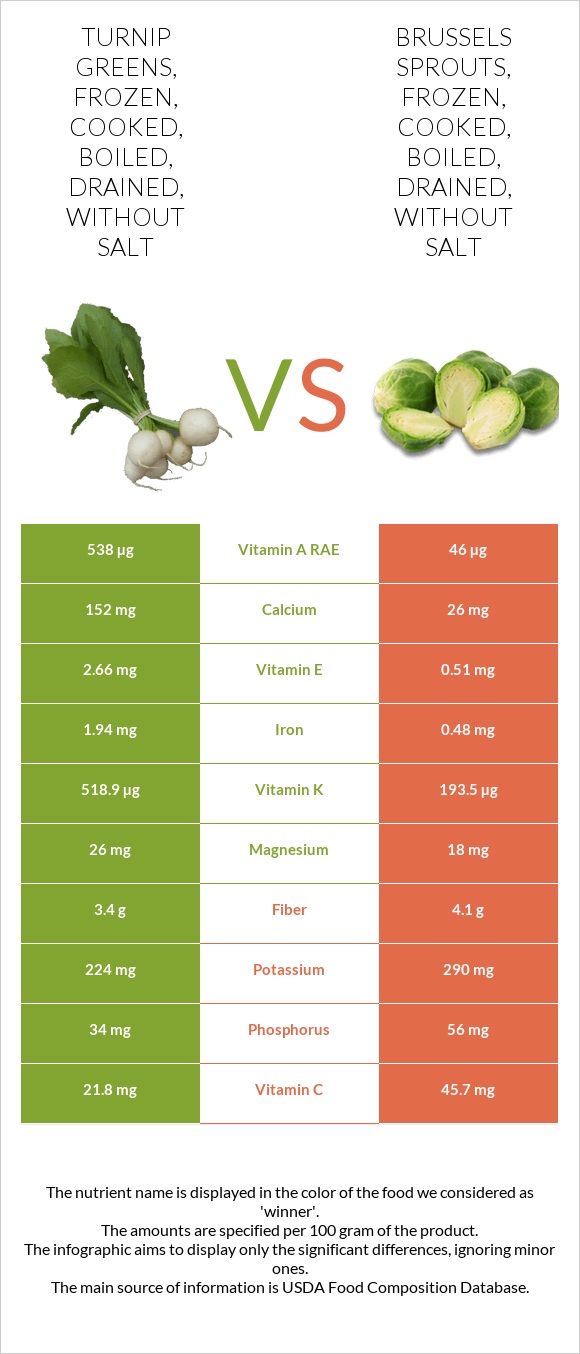 TURNIP
GREENS,
FROZEN,
COOKED,
BOILED,
DRAINED,
WITHOUT
SALT
BRUSSELS
SPROUTS,
FROZEN,
COOKED,
BOILED,
DRAINED,
WITHOUT
SALT
VS
538 µg Vitamin A RAE 46 µg
152 mg Calcium 26 mg
2.66 mg Vitamin E 0.51 mg
1.94 mg Iron 0.48 mg
518.9 µg Vitamin K 193.5 µg
26 mg Magnesium 18 mg
3.4 g Fiber 4.1 g
224 mg Potassium 290 mg
34 mg Phosphorus 56 mg
21.8 mg Vitamin C 45.7 mg
The nutrient name is displayed in the color of the food we considered as
'winner'.
The amounts are specified per 100 gram of the product.
The infographic aims to display only the significant differences, ignoring minor
ones.
The main source of information is USDA Food Composition Database.